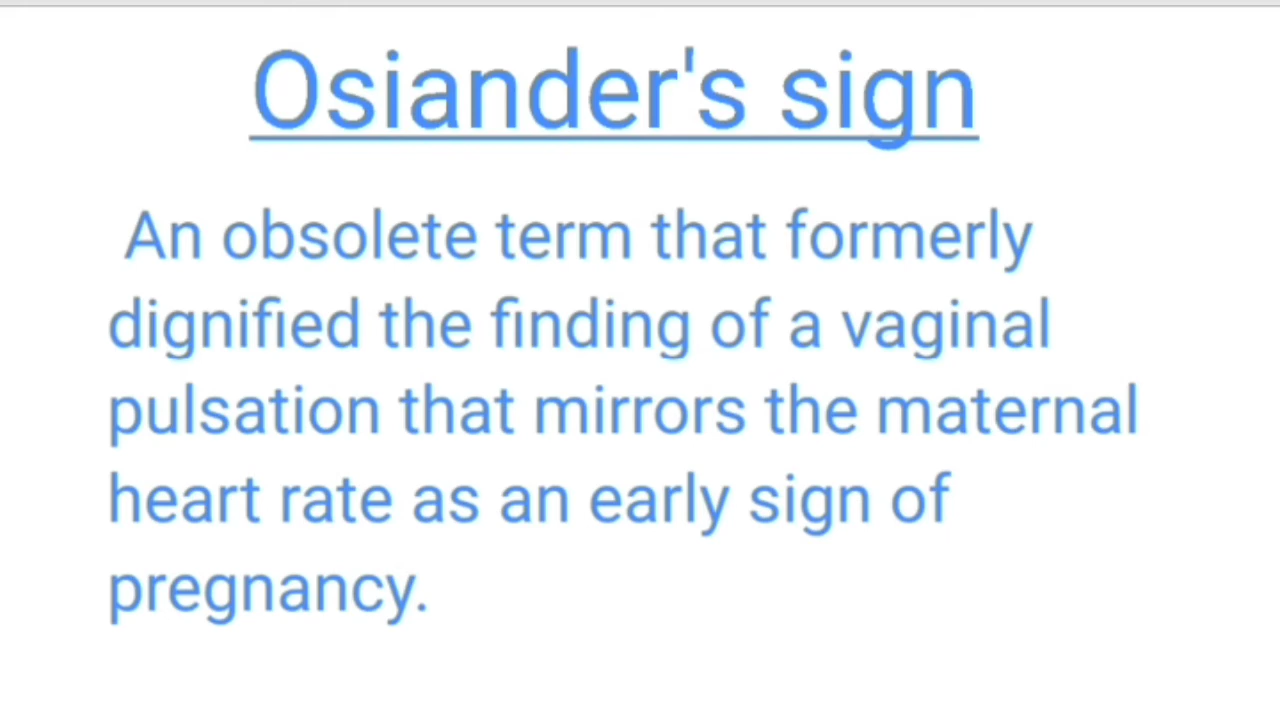 Osiander's sign
An obsolete term that formerly
dignified the finding of a vaginal
pulsation that mirrors the maternal
heart rate as an early sign of
pregnancy.